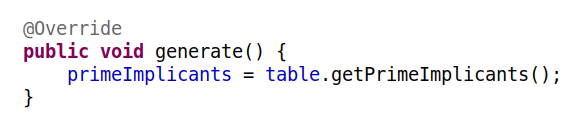 @Override
public void generate() {
    primeImplicants = table.getPrimeImplicants();
}